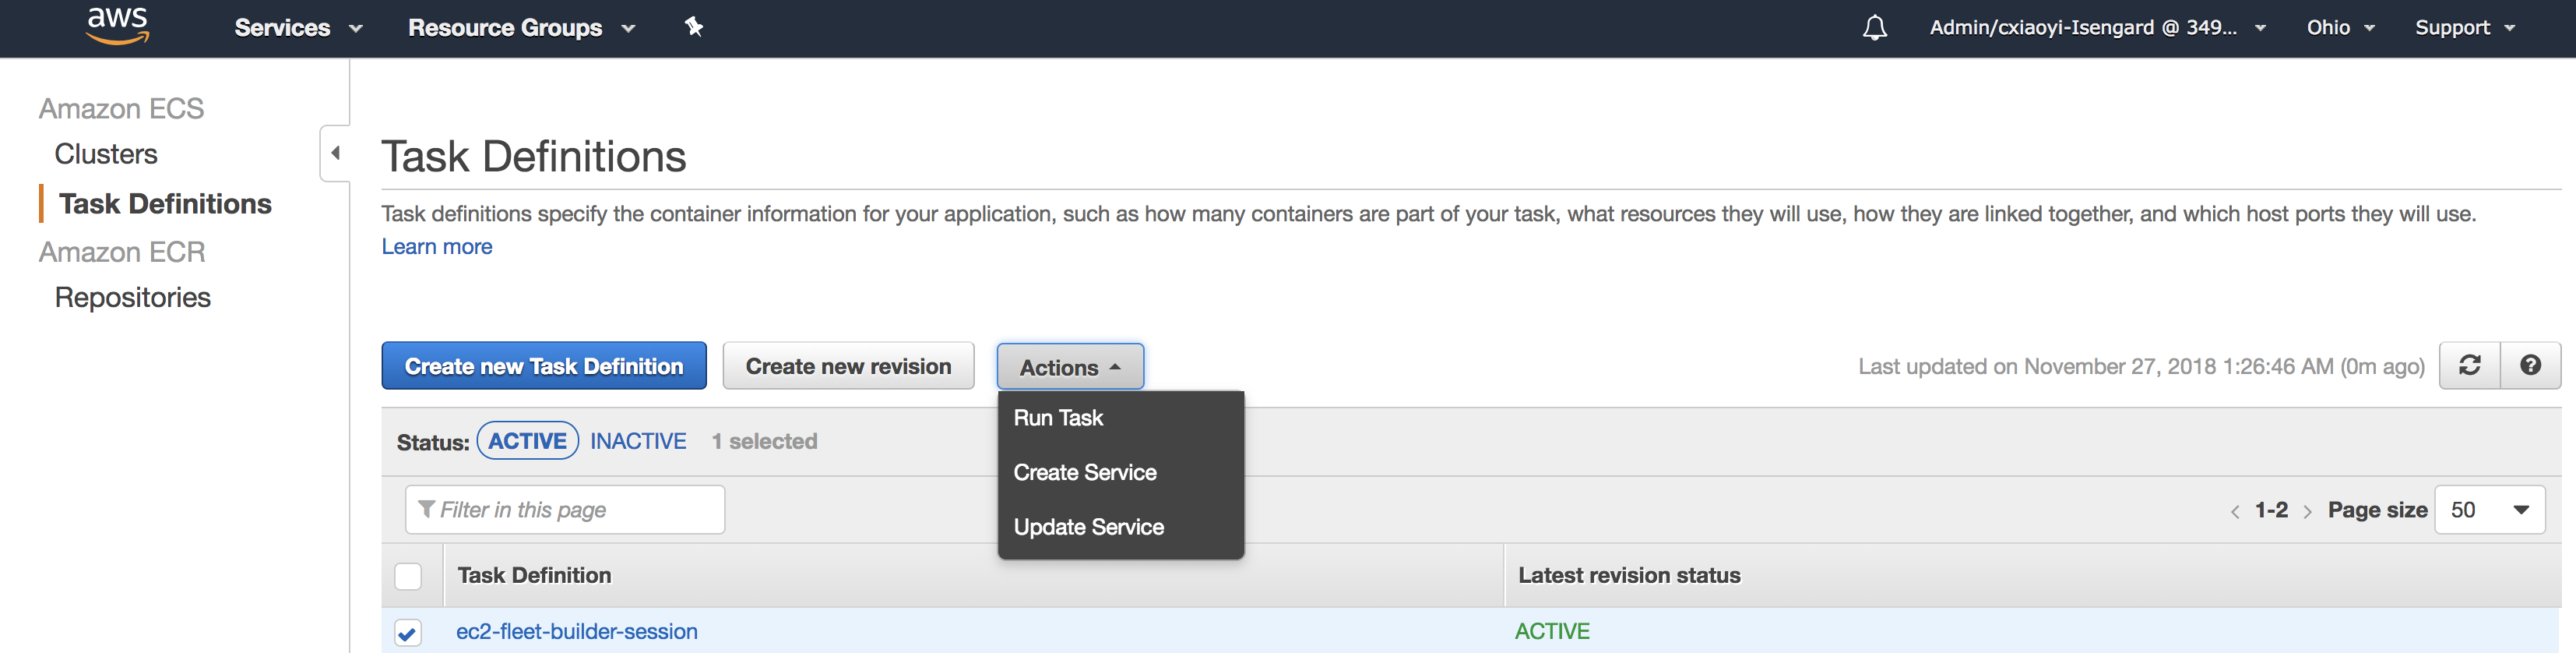 aws Services Resource Groups Admin/cxiaoyi-Isengard @ 349... Ohio Support
Amazon ECS
Clusters
Task Definitions
Amazon ECR
Repositories
Task Definitions
Task definitions specify the container information for your application, such as how many containers are part of your task, what resources they will use, how they are linked together, and which host ports they will use.
Learn more
Create new Task Definition Create new revision Actions Last updated on November 27, 2018 1:26:46 AM (0m ago)
Run Task
Create Service
Update Service
Status: ACTIVE INACTIVE 1 selected
Filter in this page 1-2 Page size 50
Task Definition Latest revision status
ec2-fleet-builder-session ACTIVE